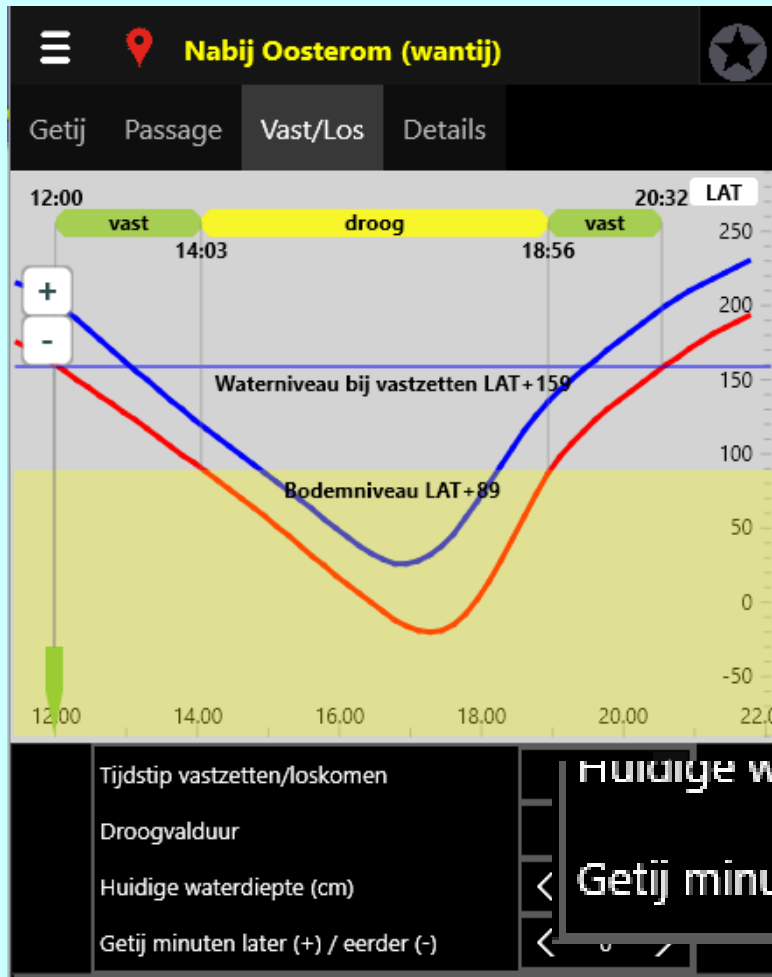 Nabij Oosterom (wantij)
Getij Passage Vast/Los Details
12:00 20:32 LAT
vast droog vast
14:03 18:56
250
+
200
-
Waterniveau bij vastzetten LAT+159
150
100
Bodemniveau LAT+89
50
0
-50
12.00 14.00 16.00 18.00 20.00
Tijdstip vastzetten/loskomen
Droogvalduur
Huidige waterdiepte (cm)
Getij minuten later (+) / eerder (-)
Huidige
Getij